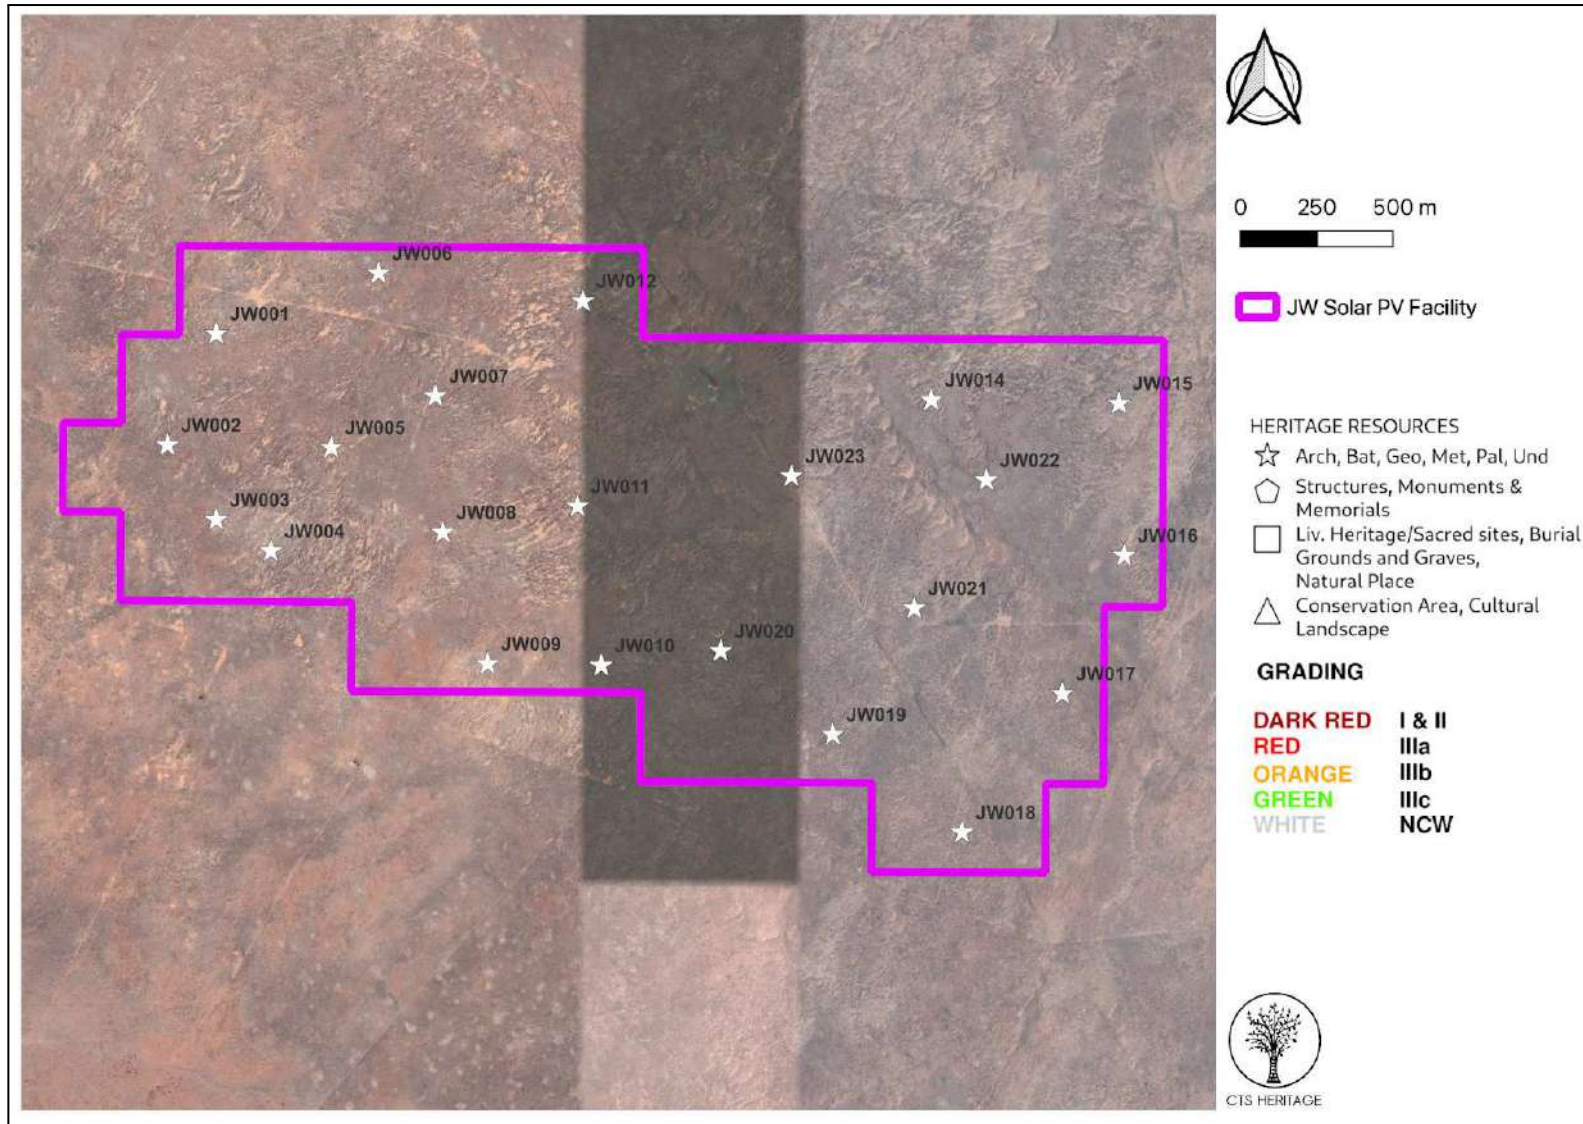 JW006
JW012
JW001
JW007
JW014
JW015
JW002
JW005
JW023
JW022
JW011
JW003
JW008
JW004
JW016
JW021
JW020
JW009
JW010
JW017
JW019
JW018
0 250 500 m
JW Solar PV Facility
HERITAGE RESOURCES
Arch, Bat, Geo, Met, Pal, Und
Structures, Monuments &
Memorials
Liv. Heritage/Sacred sites, Burial
Grounds and Graves,
Natural Place
Conservation Area, Cultural
Landscape
GRADING
DARK RED I & II
RED IIIa
ORANGE IIIb
GREEN IIIc
WHITE NCW
CTS HERITAGE